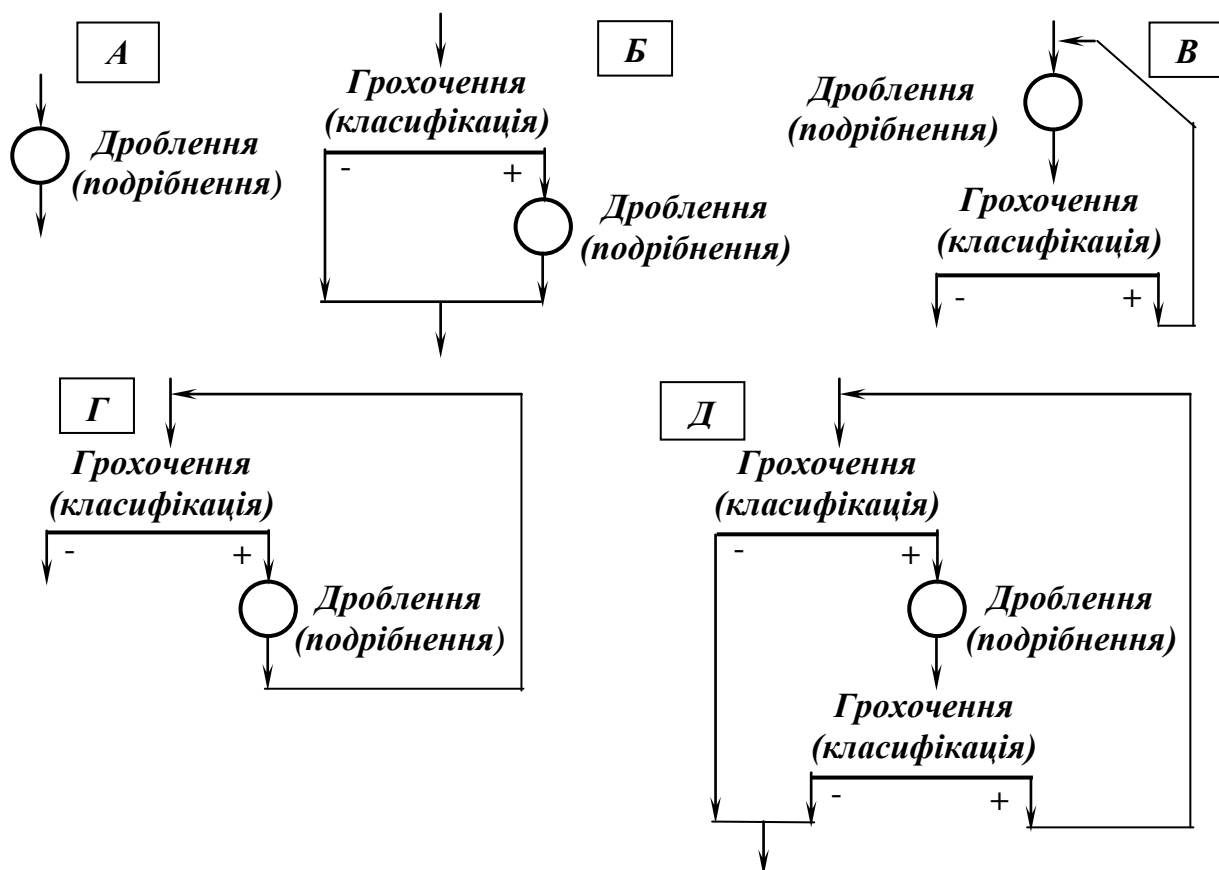 А
Дроблення
(подрібнення)
Б
Грохочення
(класифікація)
-
+
Дроблення
(подрібнення)
В
Дроблення
(подрібнення)
Грохочення
(класифікація)
-
+
Г
Грохочення
(класифікація)
-
+
Дроблення
(подрібнення)
Д
Грохочення
(класифікація)
-
+
Дроблення
(подрібнення)
Грохочення
(класифікація)
-
+